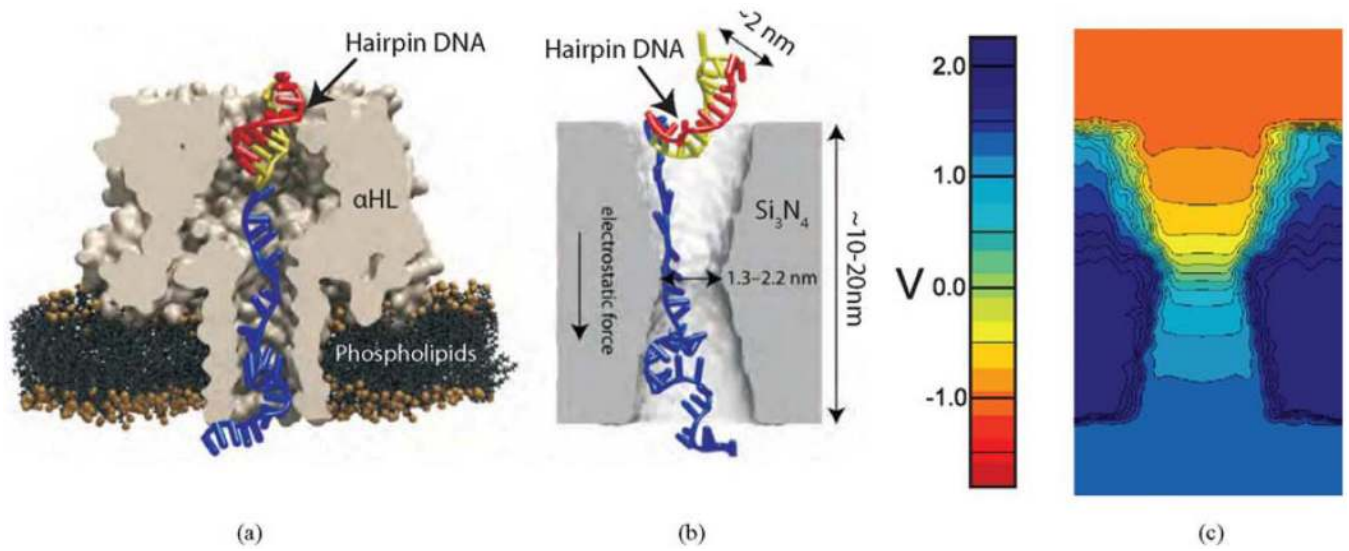 Hairpin DNA
αHL
Phospholipids
(a)
~2 nm
Hairpin DNA
Si₃N₄
electrostatic force
1.3–2.2 nm
~10-20nm
(b)
V
2.0
1.0
0.0
-1.0
(c)